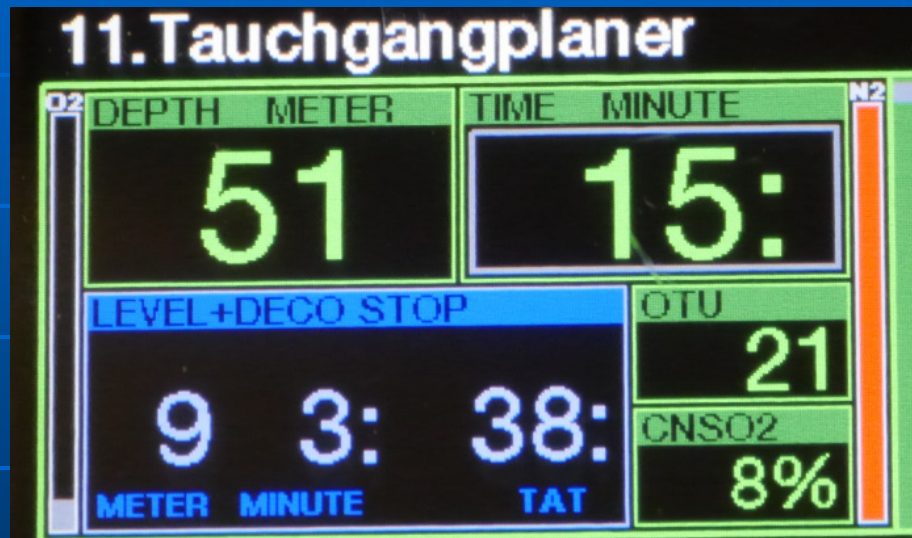 11.Tauchgangplaner
O2 DEPTH METER TIME MINUTE N2
51 15:
LEVEL+DECO STOP OTU
21
9 3: 38: CNSO2
METER MINUTE TAT 8%